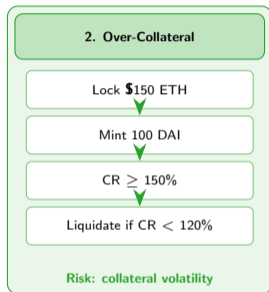 2. Over-Collateral
Lock $150 ETH
Mint 100 DAI
CR ≥ 150%
Liquidate if CR < 120%
Risk: collateral volatility